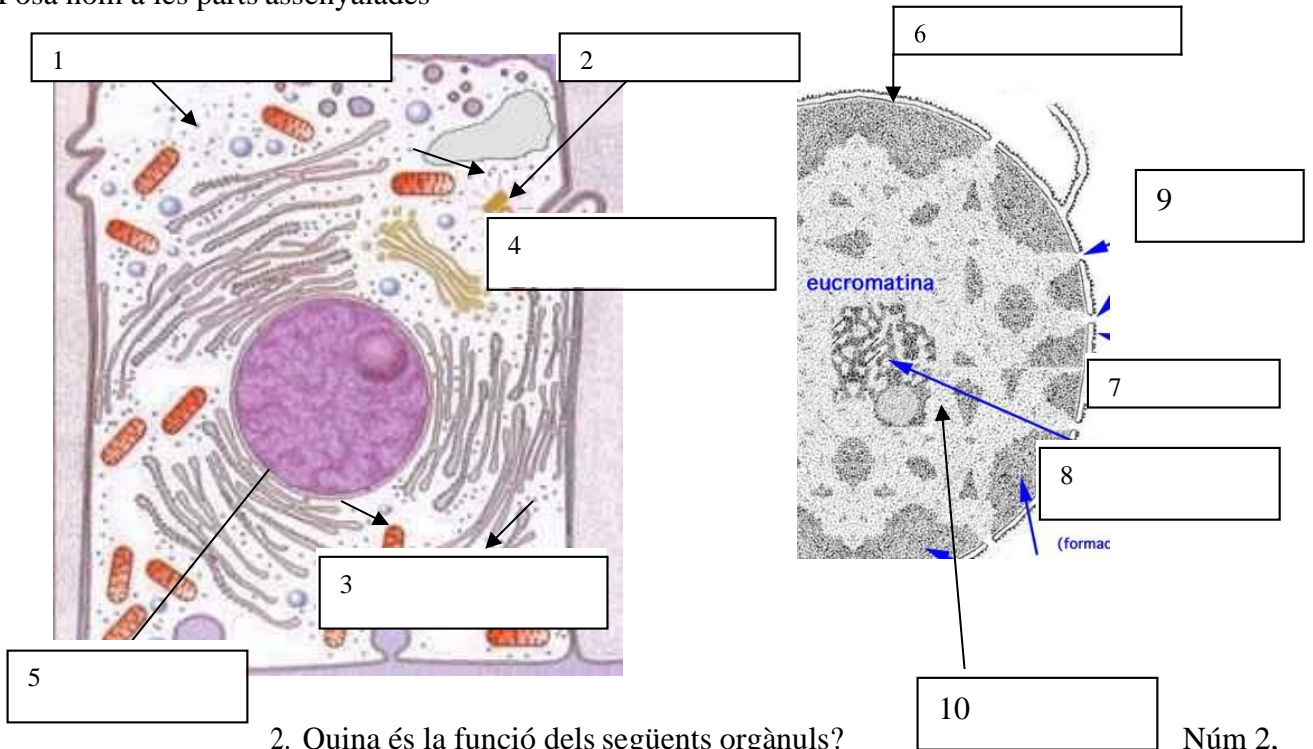 Posa nom a les parts assenyalades
1
2
6
9
4
eucromatina
7
8
(formac
3
5
10
2. Quina és la funció dels següents orgànuls?
Núm 2,